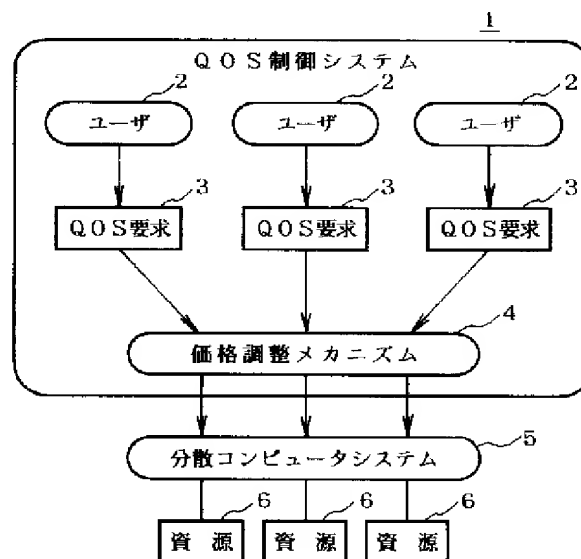 1
QOS制御システム
2 2 2
ユーザ ユーザ ユーザ
3 3 3
QOS要求 QOS要求 QOS要求
4
価格調整メカニズム
5
分散コンピュータシステム
6 6 6
資源 資源 資源